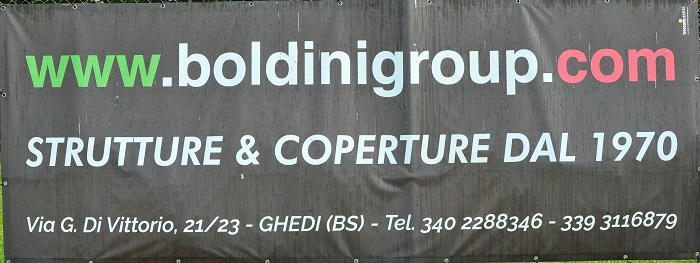 www.boldinigroup.com
STRUTTURE & COPERTURE DAL 1970
Via G. Di Vittorio, 21/23 - GHEDI (BS) - Tel. 340 2288346 - 339 3116879